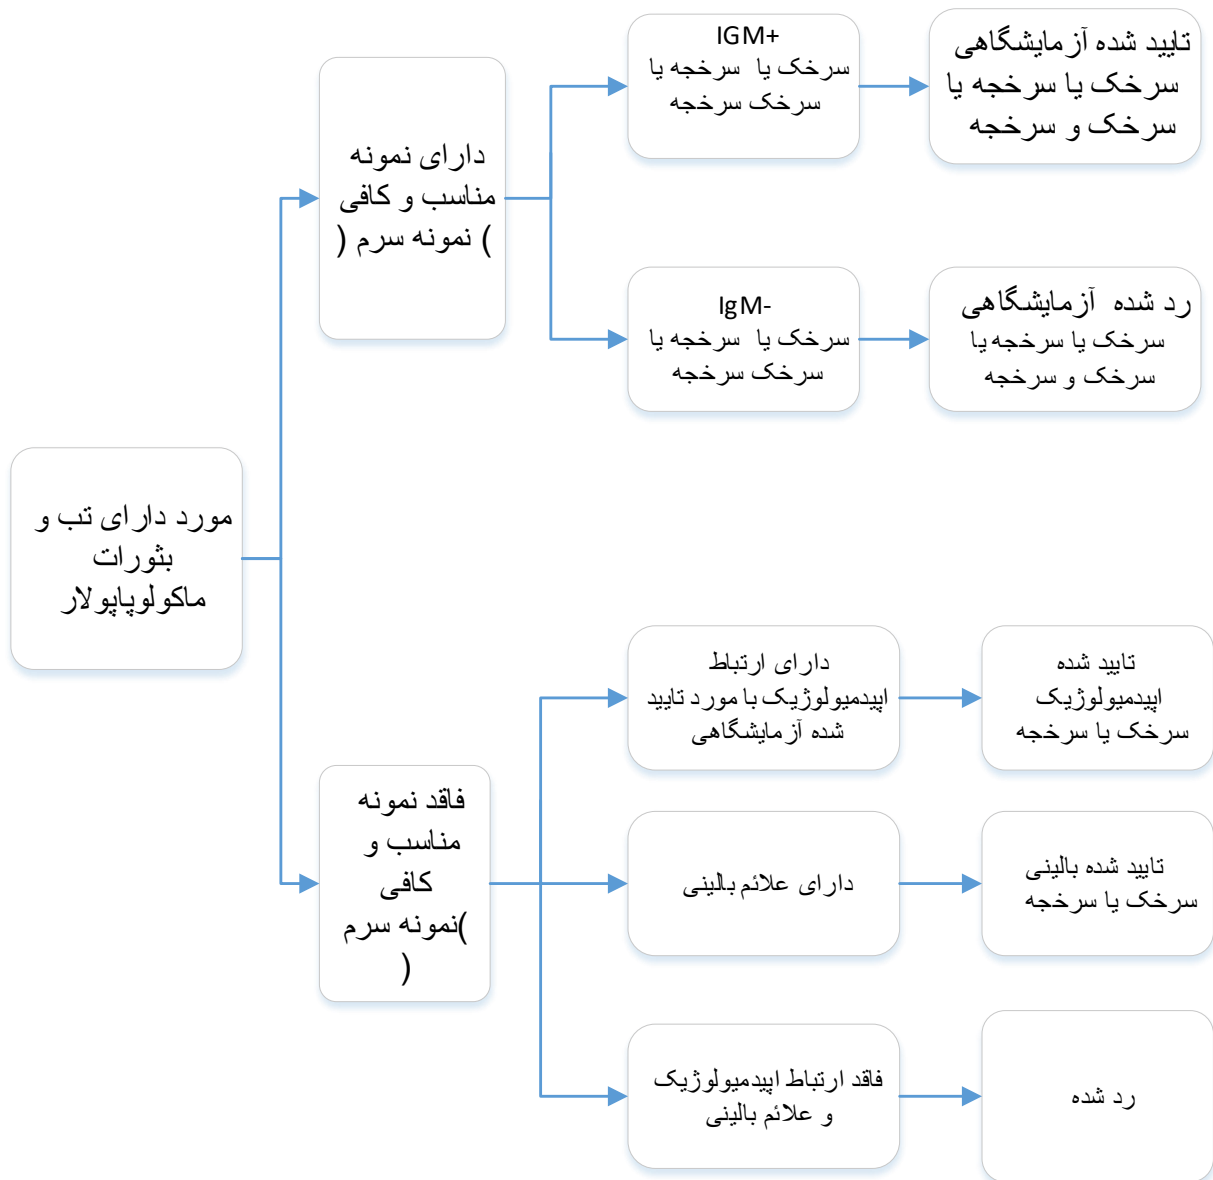 مورد دارای تب و
بثورات
ماکولوپاپولار
دارای نمونه
مناسب و کافی
) نمونه سرم (
IGM+
سرخک یا سرخجه یا
سرخک سرخجه
تایید شده آزمایشگاهی
سرخک یا سرخجه یا
سرخک و سرخجه
IgM-
سرخک یا سرخجه یا
سرخک سرخجه
رد شده آزمایشگاهی
سرخک یا سرخجه یا
سرخک و سرخجه
فاقد نمونه
مناسب و
کافی
)نمونه سرم
(
دارای ارتباط
اپیدمیولوژیک با مورد تایید
شده آزمایشگاهی
تایید شده
اپیدمیولوژیک
سرخک یا سرخجه
دارای علائم بالینی
تایید شده بالینی
سرخک یا سرخجه
فاقد ارتباط اپیدمیولوژیک
و علائم بالینی
رد شده